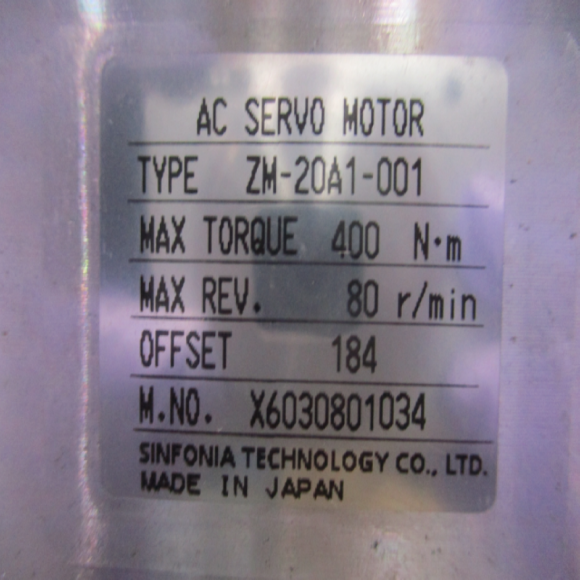 AC SERVO MOTOR
TYPE ZM-20A1-001
MAX TORQUE 400 N·m
MAX REV. 80 r/min
OFFSET 184
M.NO. X6030801034
SINFONIA TECHNOLOGY CO., LTD.
MADE IN JAPAN